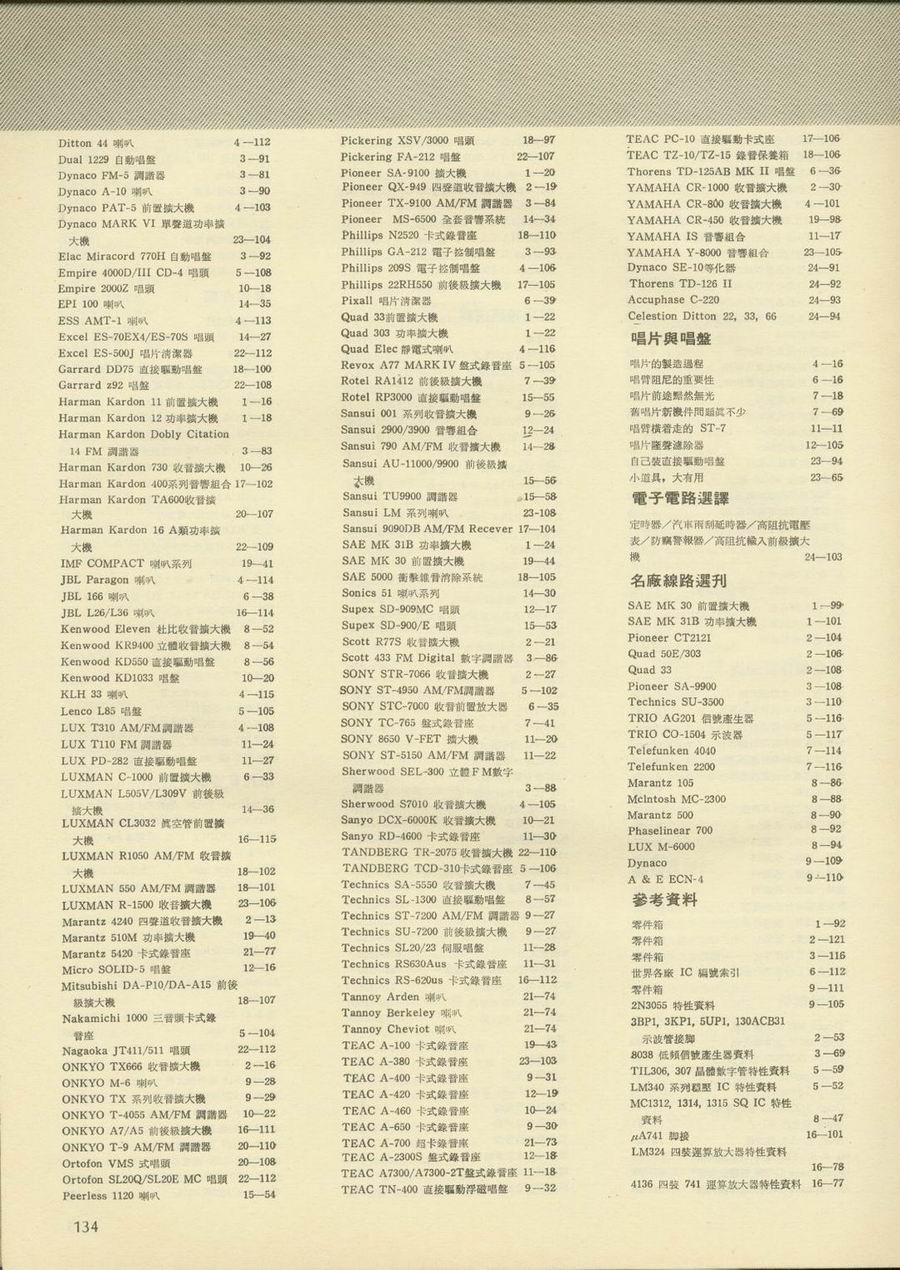 Ditton 44 喇叭 4—112
Dual 1229 自動唱盤 3—91
Dynaco FM-5 調諧器 3—81
Dynaco A-10 喇叭 3—90
Dynaco PAT-5 前置擴大機 4—103
Dynaco MARK VI 單聲道功率擴
大機 23—104
Elac Miracord 770H 自動唱盤 3—92
Empire 4000D/III CD-4 唱頭 5—108
Empire 2000Z 唱頭 10—18
EPI 100 喇叭 14—35
ESS AMT-1 喇叭 4—113
Excel ES-70EX4/ES-70S 唱頭 14—27
Excel ES-500J 唱片清潔器 22—112
Garrard DD75 直接驅動唱盤 18—100
Garrard z92 唱盤 22—108
Harman Kardon 11 前置擴大機 1—16
Harman Kardon 12 功率擴大機 1—18
Harman Kardon Dobly Citation
14 FM 調諧器 3—83
Harman Kardon 730 收音擴大機 10—26
Harman Kardon 400系列音響組合 17—102
Harman Kardon TA600收音擴
大機 20—107
Harman Kardon 16 A類功率擴
大機 22—109
IMF COMPACT 喇叭系列 19—41
JBL Paragon 喇叭 4—114
JBL 166 喇叭 6—38
JBL L26/L36 喇叭 16—114
Kenwood Eleven 杜比收音擴大機 8—52
Kenwood KR9400 立體收音擴大機 8—54
Kenwood KD550 直接驅動唱盤 8—56
Kenwood KD1033 唱盤 10—20
KLH 33 喇叭 4—115
Lenco L85 唱盤 5—105
LUX T310 AM/FM調諧器 4—108
LUX T110 FM 調諧器 11—24
LUX PD-282 直接驅動唱盤 11—27
LUXMAN C-1000 前置擴大機 6—33
LUXMAN L505V/L309V 前後級
擴大機 14—36
LUXMAN CL3032 眞空管前置擴
大機 16—115
LUXMAN R1050 AM/FM 收音擴
大機 18—102
LUXMAN 550 AM/FM 調諧器 18—101
LUXMAN R-1500 收音擴大機 23—106
Marantz 4240 四聲道收音擴大機 2—13
Marantz 510M 功率擴大機 19—40
Marantz 5420 卡式錄音座 21—77
Micro SOLID-5 唱盤 12—16
Mitsubishi DA-P10/DA-A15 前後
級擴大機 18—107
Nakamichi 1000 三音頭卡式錄
音座 5—104
Nagaoka JT411/511 唱頭 22—112
ONKYO TX666 收音擴大機 2—16
ONKYO M-6 喇叭 9—28
ONKYO TX 系列收音擴大機 9—29
ONKYO T-4055 AM/FM 調諧器 10—22
ONKYO A7/A5 前後級擴大機 16—111
ONKYO T-9 AM/FM 調諧器 20—110
Ortofon VMS 式唱頭 20—108
Ortofon SL20Q/SL20E MC 唱頭 22—112
Peerless 1120 喇叭 15—54
134
Pickering XSV/3000 唱頭 18—97
Pickering FA-212 唱盤 22—107
Pioneer SA-9100 擴大機 1—20
Pioneer QX-949 四聲道收音擴大機 2—19
Pioneer TX-9100 AM/FM 調諧器 3—84
Pioneer MS-6500 全套音響系統 14—34
Phillips N2520 卡式錄音座 18—110
Phillips GA-212 電子控制唱盤 3—93
Phillips 209S 電子控制唱盤 4—106
Phillips 22RH550 前後級擴大機 17—105
Pixall 唱片清潔器 6—39
Quad 33前置擴大機 1—22
Quad 303 功率擴大機 1—22
Quad Elec 靜電式喇叭 4—116
Revox A77 MARK IV 盤式錄音座 5—105
Rotel RA1412 前後級擴大機 7—39
Rotel RP3000 直接驅動唱盤 15—55
Sansui 001 系列收音擴大機 9—26
Sansui 2900/3900 音響組合 12—24
Sansui 790 AM/FM 收音擴大機 14—28
Sansui AU-11000/9900 前後級擴
大機 15—56
Sansui TU9900 調諧器 15—58
Sansui LM 系列喇叭 23-108
Sansui 9090DB AM/FM Recever 17—104
SAE MK 31B 功率擴大機 1—24
SAE MK 30 前置擴大機 19—44
SAE 5000 衝擊雜音消除系統 18—105
Sonics 51 喇叭系列 14—30
Supex SD-909MC 唱頭 12—17
Supex SD-900/E 唱頭 15—53
Scott R77S 收音擴大機 2—21
Scott 433 FM Digital 數字調諧器 3—86
SONY STR-7066 收音擴大機 2—27
SONY ST-4950 AM/FM調諧器 5—102
SONY STC-7000 收音前置放大器 6—35
SONY TC-765 盤式錄音座 7—41
SONY 8650 V-FET 擴大機 11—20
SONY ST-5150 AM/FM 調諧器 11—22
Sherwood SEL-300 立體ＦＭ數字
調諧器 3—88
Sherwood S7010 收音擴大機 4—105
Sanyo DCX-6000K 收音擴大機 10—21
Sanyo RD-4600 卡式錄音座 11—30
TANDBERG TR-2075 收音擴大機 22—110
TANDBERG TCD-310卡式錄音座 5—106
Technics SA-5550 收音擴大機 7—45
Technics SL-1300 直接驅動唱盤 8—57
Technics ST-7200 AM/FM 調諧器 9—27
Technics SU-7200 前後級擴大機 9—27
Technics SL20/23 伺服唱盤 11—28
Technics RS630Aus 卡式錄音座 11—31
Technics RS-620us 卡式錄音座 16—112
Tannoy Arden 喇叭 21—74
Tannoy Berkeley 喇叭 21—74
Tannoy Cheviot 喇叭 21—74
TEAC A-100 卡式錄音座 19—43
TEAC A-380 卡式錄音座 23—103
TEAC A-400 卡式錄音座 9—31
TEAC A-420 卡式錄音座 12—19
TEAC A-460 卡式錄音座 10—24
TEAC A-650 卡式錄音座 9—30
TEAC A-700 超卡錄音座 21—73
TEAC A-2300S 盤式錄音座 12—18
TEAC A7300/A7300-2T盤式錄音座 11—18
TEAC TN-400 直接驅動浮磁唱盤 9—32
TEAC PC-10 直接驅動卡式座 17—106
TEAC TZ-10/TZ-15 錄音保養箱 18—106
Thorens TD-125AB MK II 唱盤 6—36
YAMAHA CR-1000 收音擴大機 2—30
YAMAHA CR-800 收音擴大機 4—101
YAMAHA CR-450 收音擴大機 19—98
YAMAHA IS 音響組合 11—17
YAMAHA Y-8000 音響組合 23—105
Dynaco SE-10等化器 24—91
Thorens TD-126 II 24—92
Accuphase C-220 24—93
Celestion Ditton 22, 33, 66 24—94
唱片與唱盤
唱片的製造過程 4—16
唱臂阻尼的重要性 6—16
唱片前途黯然無光 7—18
舊唱片新機件問題眞不少 7—69
唱臂橫着走的 ST-7 11—11
唱片隆聲濾除器 12—105
自己裝直接驅動唱盤 23—94
小道具，大有用 23—65
電子電路選譯
定時器／汽車雨刮延時器／高阻抗電壓
表／防竊警報器／高阻抗輸入前級擴大
機 24—103
名廠線路選刊
SAE MK 30 前置擴大機 1—99
SAE MK 31B 功率擴大機 1—101
Pioneer CT2121 2—104
Quad 50E/303 2—106
Quad 33 2—108
Pioneer SA-9900 3—108
Technics SU-3500 3—110
TRIO AG201 信號產生器 5—116
TRIO CO-1504 示波器 5—117
Telefunken 4040 7—114
Telefunken 2200 7—116
Marantz 105 8—86
McIntosh MC-2300 8—88
Marantz 500 8—90
Phaselinear 700 8—92
LUX M-6000 8—94
Dynaco 9—109
A & E ECN-4 9—110
參考資料
零件箱 1—92
零件箱 2—121
零件箱 3—116
世界各廠 IC 編號索引 6—112
零件箱 9—111
2N3055 特性資料 9—105
3BP1, 3KP1, 5UP1, 130ACB31
示波管接脚 2—53
8038 低頻信號產生器資料 3—69
TIL306, 307 晶體數字管特性資料 5—59
LM340 系列穩壓 IC 特性資料 5—52
MC1312, 1314, 1315 SQ IC 特性
資料 8—47
μA741 脚接 16—101
LM324 四裝運算放大器特性資料
16—78
4136 四裝 741 運算放大器特性資料 16—77